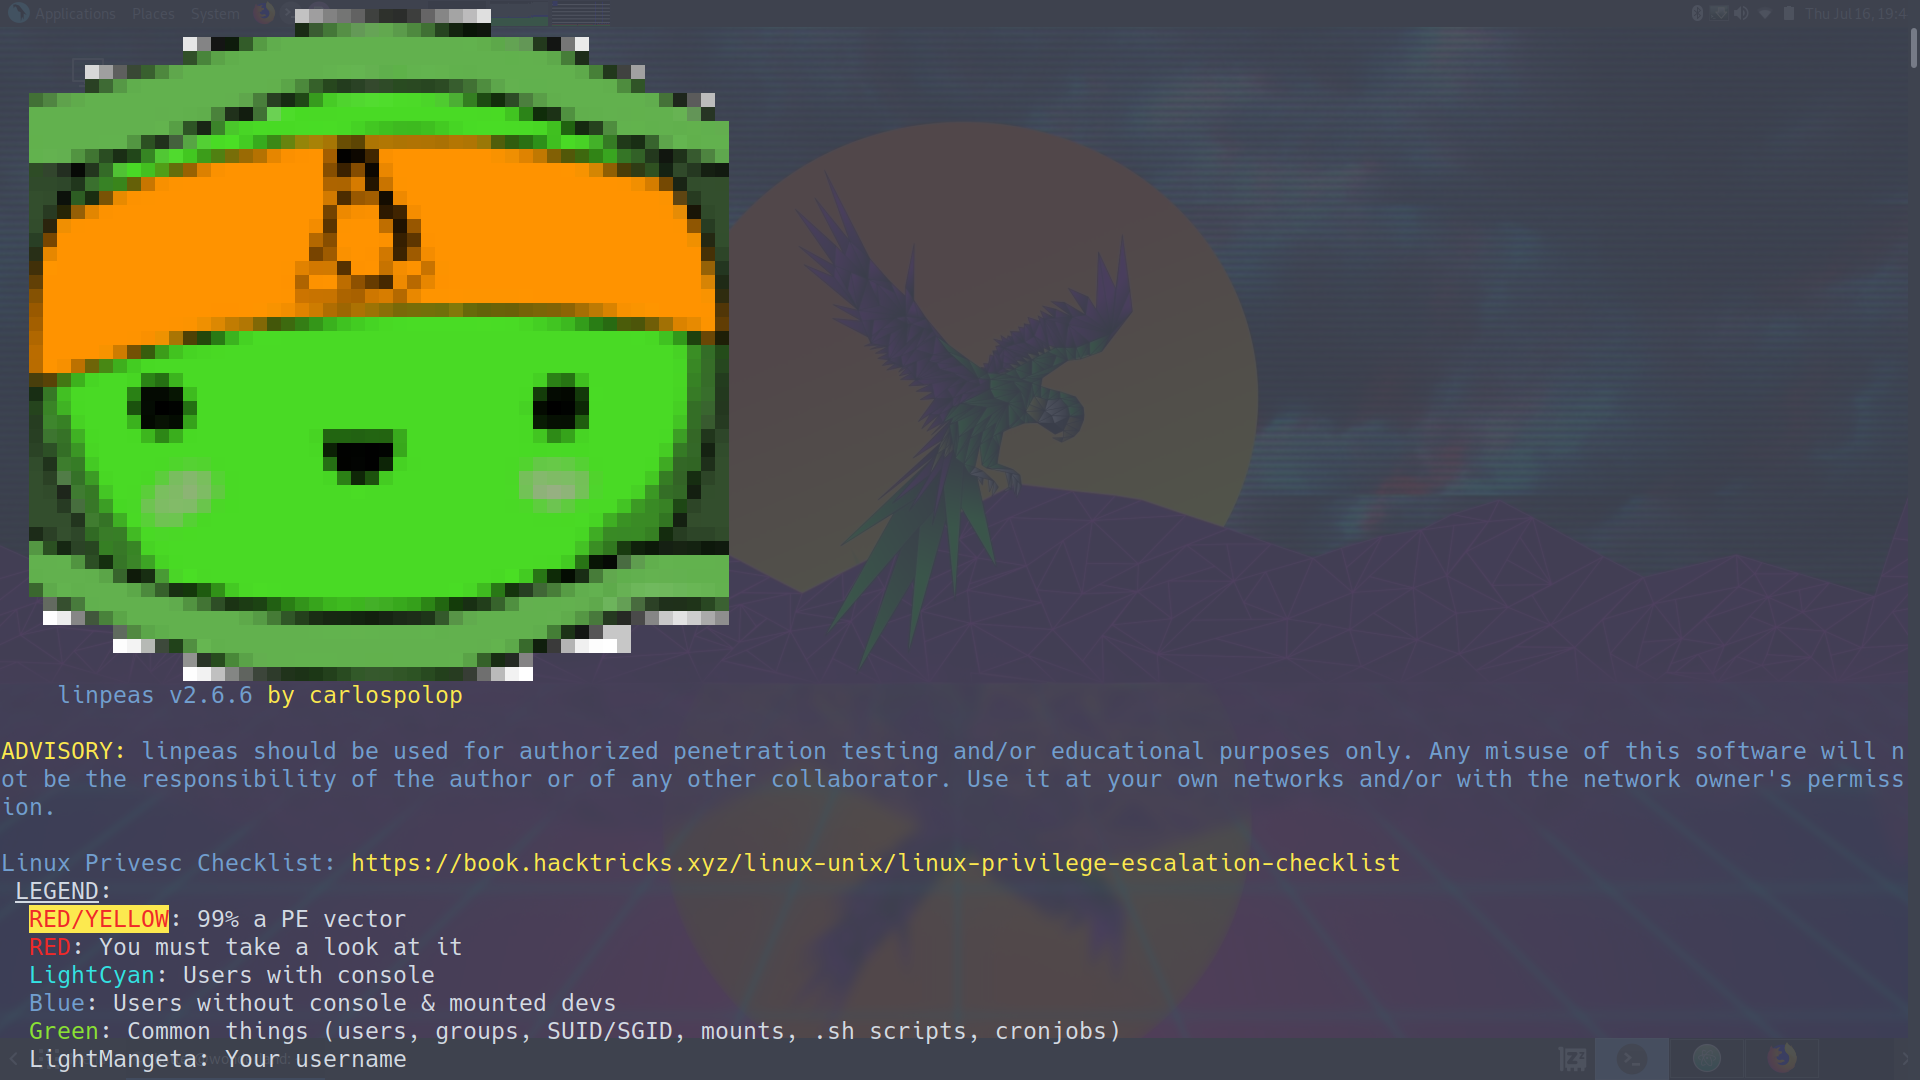 Applications Places System Thu Jul 16, 19:4
linpeas v2.6.6 by carlospolop
ADVISORY: linpeas should be used for authorized penetration testing and/or educational purposes only. Any misuse of this software will n
ot be the responsibility of the author or of any other collaborator. Use it at your own networks and/or with the network owner's permiss
ion.
Linux Privesc Checklist: https://book.hacktricks.xyz/linux-unix/linux-privilege-escalation-checklist
LEGEND:
RED/YELLOW: 99% a PE vector
RED: You must take a look at it
LightCyan: Users with console
Blue: Users without console & mounted devs
Green: Common things (users, groups, SUID/SGID, mounts, .sh scripts, cronjobs)
LightMangeta: Your username